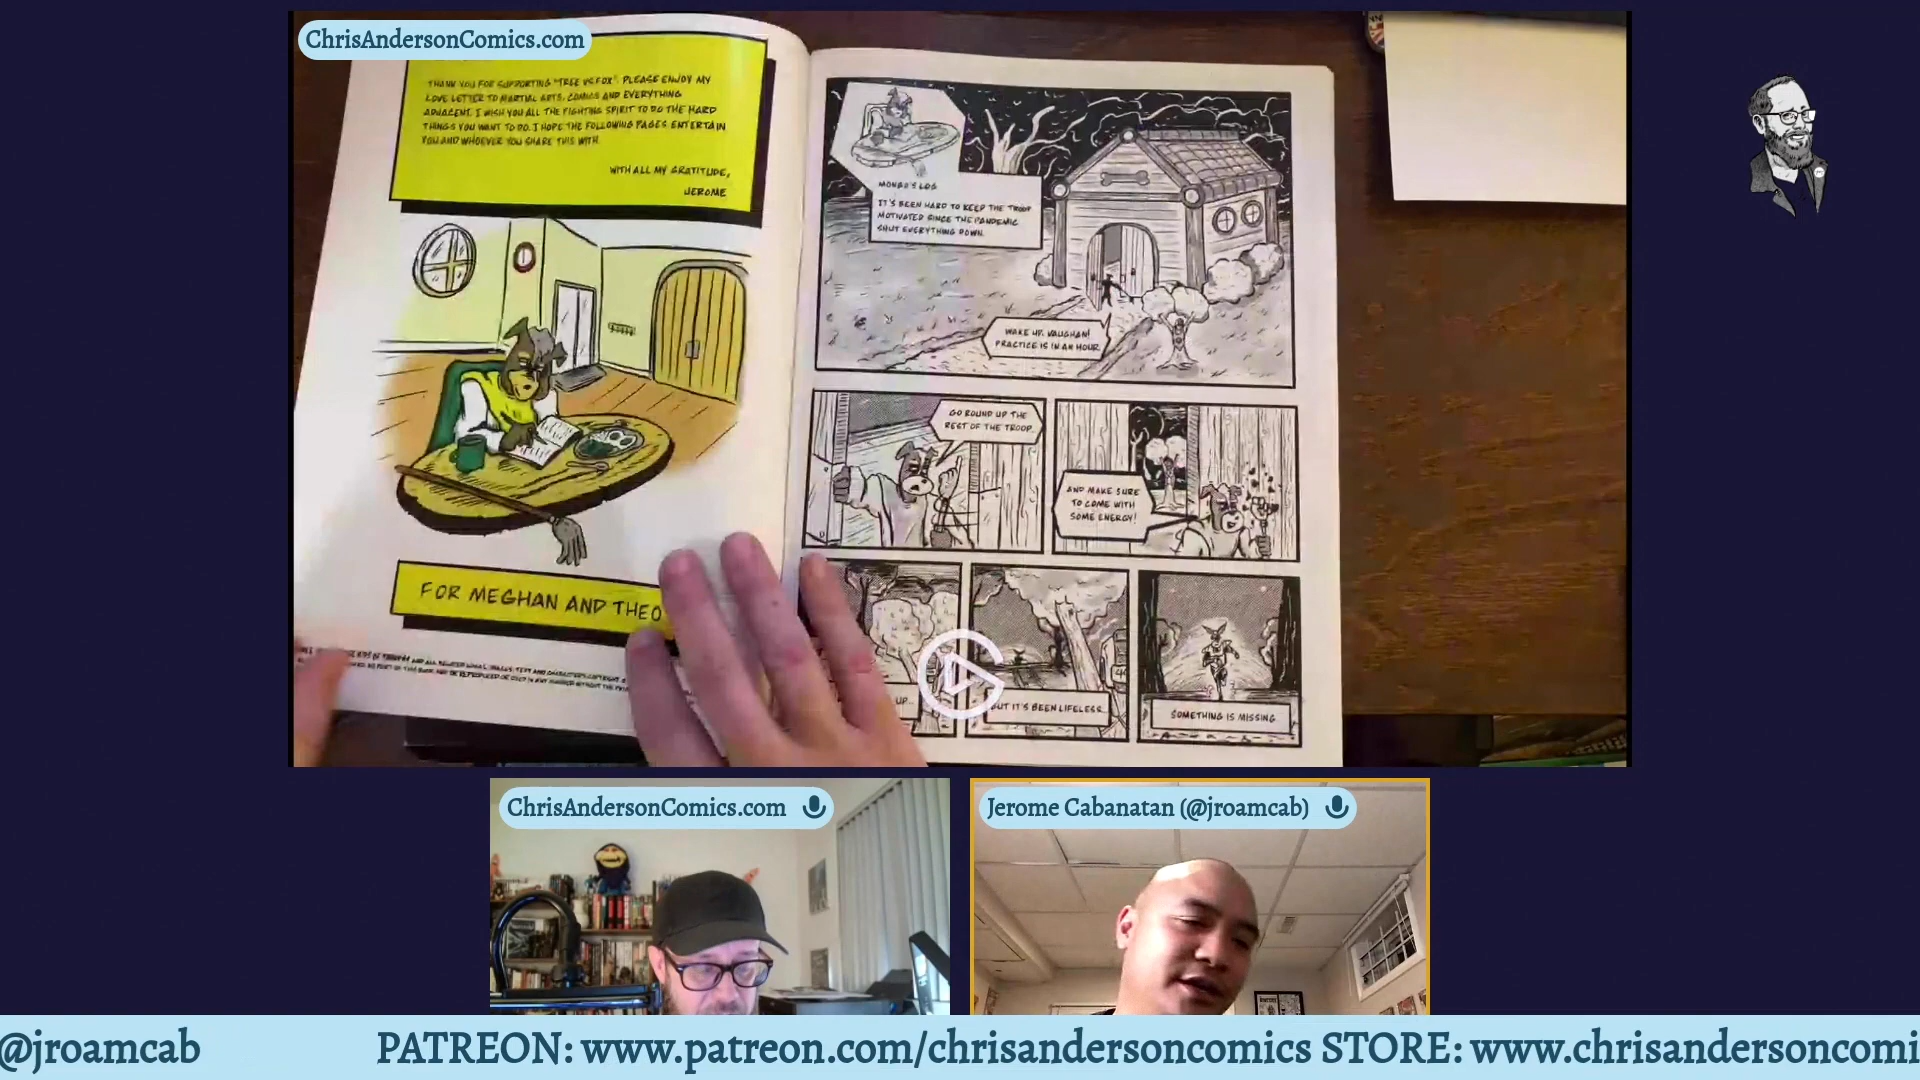 ChrisAndersonComics.com
THANK YOU FOR SUPPORTING "TREE VS FOX". PLEASE ENJOY MY
LOVE LETTER TO MARTIAL ARTS, COMICS AND EVERYTHING
ADJACENT. I WISH YOU ALL THE FIGHTING SPIRIT TO DO THE HARD
THINGS YOU WANT TO DO. I HOPE THE FOLLOWING PAGES ENTERTAIN
YOU AND WHOEVER YOU SHARE THIS WITH.
WITH ALL MY GRATITUDE,
JEROME
FOR MEGHAN AND THEO
MONGO'S LOG
IT'S BEEN HARD TO KEEP THE TROOP
MOTIVATED SINCE THE PANDEMIC
SHUT EVERYTHING DOWN.
WAKE UP, VAUGHAN!
PRACTICE IS IN AN HOUR.
GO ROUND UP THE
REST OF THE TROOP.
AND MAKE SURE
TO COME WITH
SOME ENERGY!
UP...
BUT IT'S BEEN LIFELESS.
SOMETHING IS MISSING
ChrisAndersonComics.com
Jerome Cabanatan (@jroamcab)
@jroamcab PATREON: www.patreon.com/chrisandersoncomics STORE: www.chrisandersoncomi